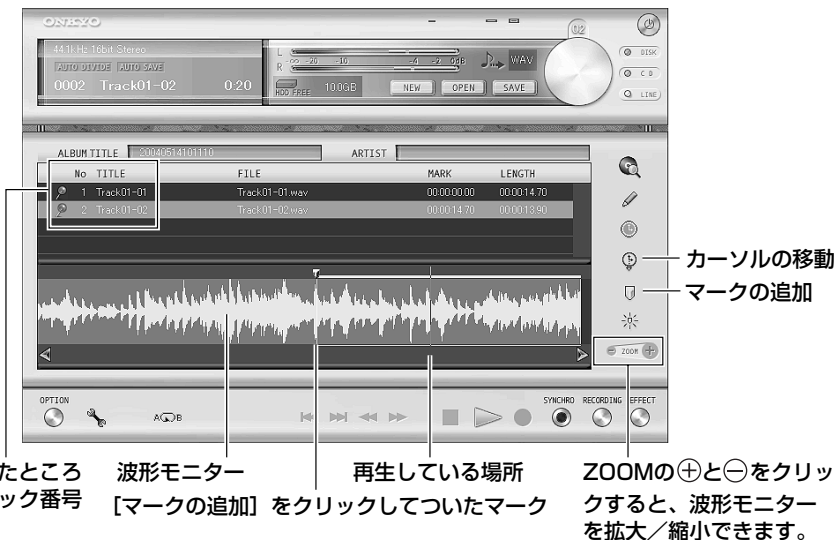 ONKYO
02
44.1kHz 16bit Stereo
AUTO DIVIDE AUTO SAVE
0002 Track01-02 0:20
L
R
∞ -20 -10 -4 -2 0dB
WAV
HDD FREE 100GB
NEW OPEN SAVE
DISK
CD
LINE
ALBUM TITLE 20040514101110 ARTIST
No TITLE FILE MARK LENGTH
1 Track01-01 Track01-01.wav 00:00:00.00 00:00:14.70
2 Track01-02 Track01-02.wav 00:00:14.70 00:00:13.90
カーソルの移動
マークの追加
ZOOM
OPTION
A B
SYNCHRO RECORDING EFFECT
たところ
ック番号
波形モニター
再生している場所
[マークの追加] をクリックしてついたマーク
ZOOMの⊕と⊖をクリッ
クすると、波形モニター
を拡大/縮小できます。